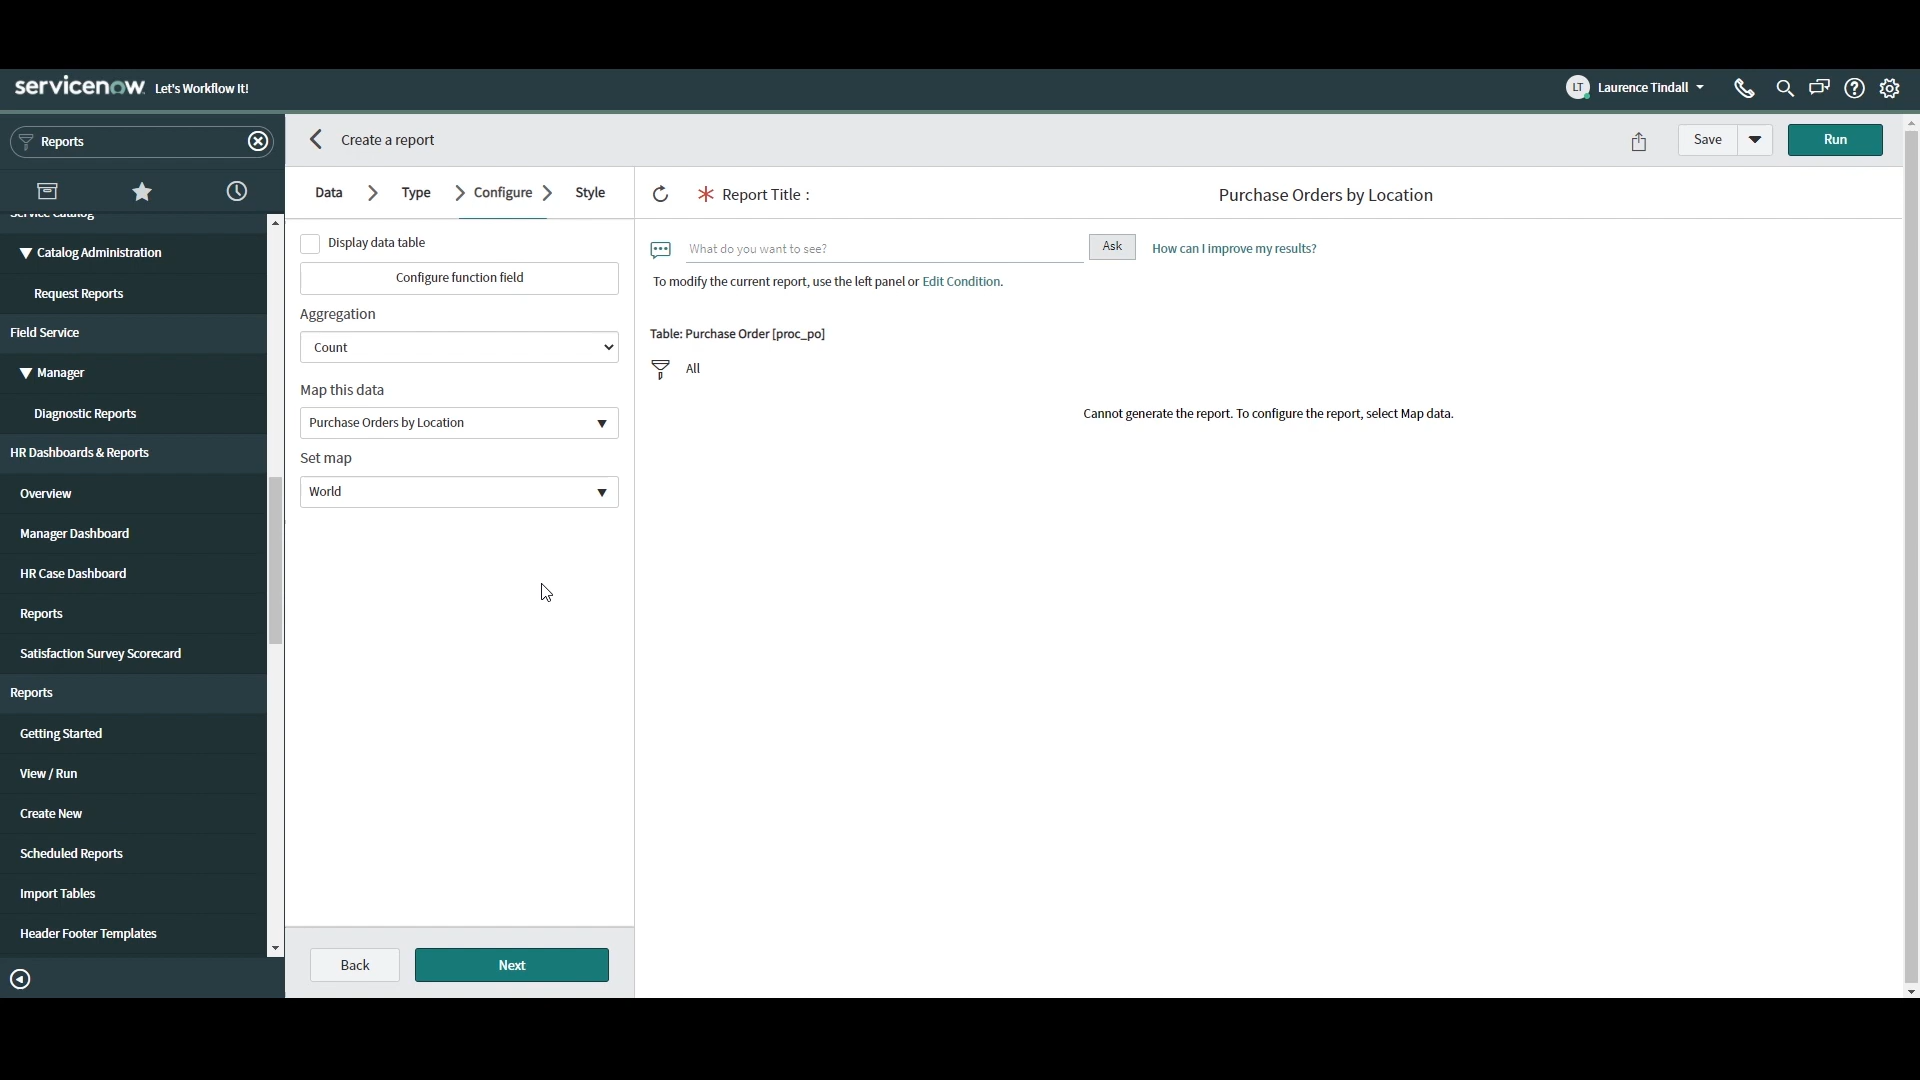 servicenow Let's Workflow It!
LT Laurence Tindall
Reports
Create a report
Save
Run
Service Catalog
Catalog Administration
Request Reports
Field Service
Manager
Diagnostic Reports
HR Dashboards & Reports
Overview
Manager Dashboard
HR Case Dashboard
Reports
Satisfaction Survey Scorecard
Reports
Getting Started
View / Run
Create New
Scheduled Reports
Import Tables
Header Footer Templates
Data
Type
Configure
Style
Display data table
Configure function field
Aggregation
Count
Map this data
Purchase Orders by Location
Set map
World
Back
Next
Report Title :
Purchase Orders by Location
What do you want to see?
Ask
How can I improve my results?
To modify the current report, use the left panel or Edit Condition.
Table: Purchase Order [proc_po]
All
Cannot generate the report. To configure the report, select Map data.